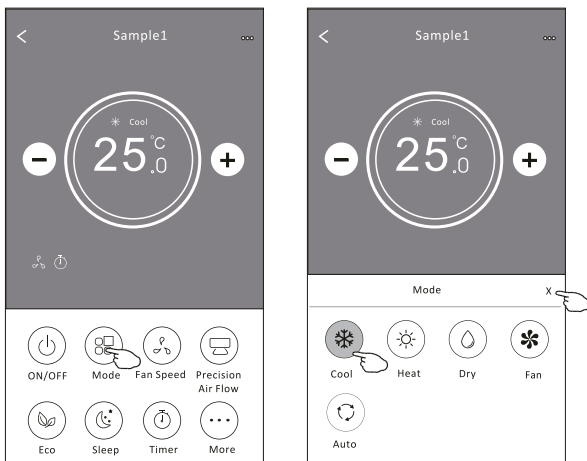 Sample1
Cool
25.0°C
ON/OFF
Mode
Fan Speed
Precision
Air Flow
Eco
Sleep
Timer
More
Sample1
Cool
25.0°C
Mode
X
Cool
Heat
Dry
Fan
Auto